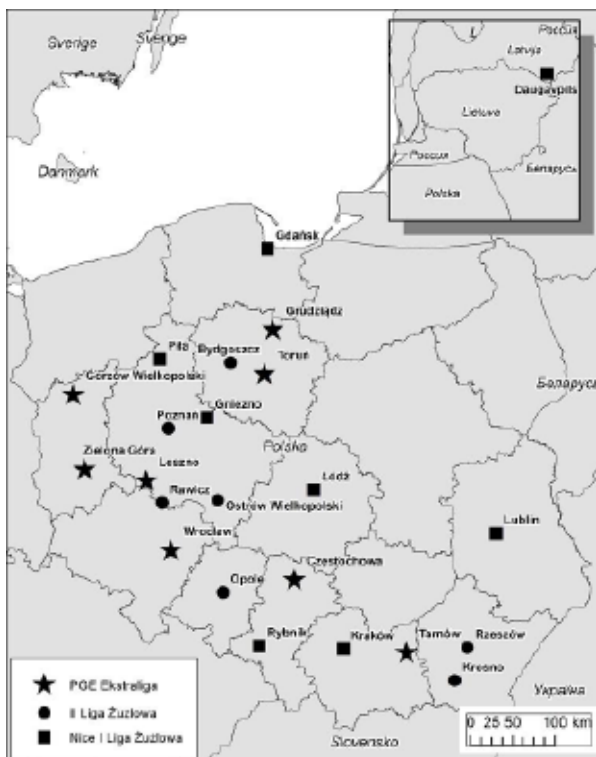 Sverige
Sverige
Danmark
Россия
Latvija
Daugavpils
Lietuva
Россия
Беларусь
Polska
Gdańsk
Grudziądz
Piła
Bydgoszcz
Toruń
Gorzów Wielkopolski
Беларусь
Gniezno
Poznań
Polska
Zielona Góra
Leszno
Łódź
Rawicz
Ostrów Wielkopolski
Lublin
Wrocław
Częstochowa
Opole
Rybnik
Kraków
Tarnów
Rzeszów
Krosno
Україна
Slovensko
PGE Ekstraliga
II Liga Żużlowa
Nice I Liga Żużlowa
0 25 50 100 km